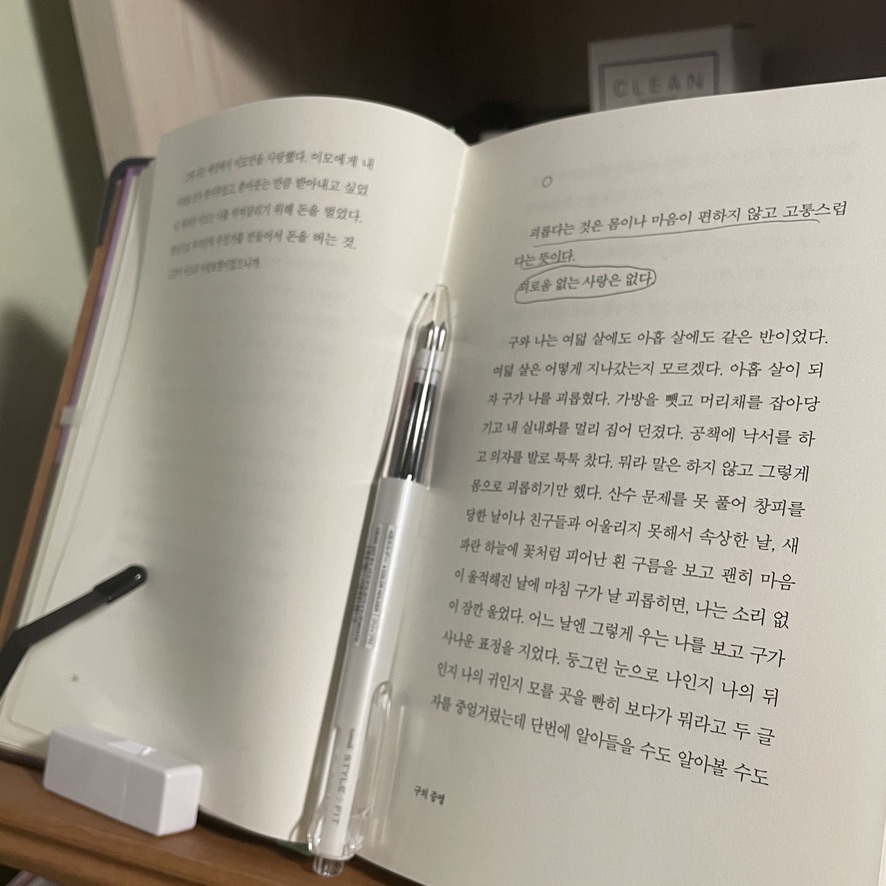 사랑했다. 이모에게 내
만큼 받아내고 싶었
위해 돈을 벌었다.
만들어서 돈을 버는 것.
CLEAN
괴롭다는 것은 몸이나 마음이 편하지 않고 고통스럽
다는 뜻이다.
괴로움 없는 사랑은 없다.
구와 나는 여덟 살에도 아홉 살에도 같은 반이었다.
여덟 살은 어떻게 지나갔는지 모르겠다. 아홉 살이 되
자 구가 나를 괴롭혔다. 가방을 뺏고 머리채를 잡아당
기고 내 실내화를 멀리 집어 던졌다. 공책에 낙서를 하
고 의자를 발로 툭툭 찼다. 뭐라 말은 하지 않고 그렇게
몸으로 괴롭히기만 했다. 산수 문제를 못 풀어 창피를
당한 날이나 친구들과 어울리지 못해서 속상한 날, 새
파란 하늘에 꽃처럼 피어난 흰 구름을 보고 괜히 마음
이 울적해진 날에 마침 구가 날 괴롭히면, 나는 소리 없
이 잠깐 울었다. 어느 날엔 그렇게 우는 나를 보고 구가
사나운 표정을 지었다. 둥그런 눈으로 나인지 나의 뒤
인지 나의 귀인지 모를 곳을 빤히 보다가 뭐라고 두 글
자를 중얼거렸는데 단번에 알아들을 수도 알아볼 수도
구의 증명
uni STYLE FIT